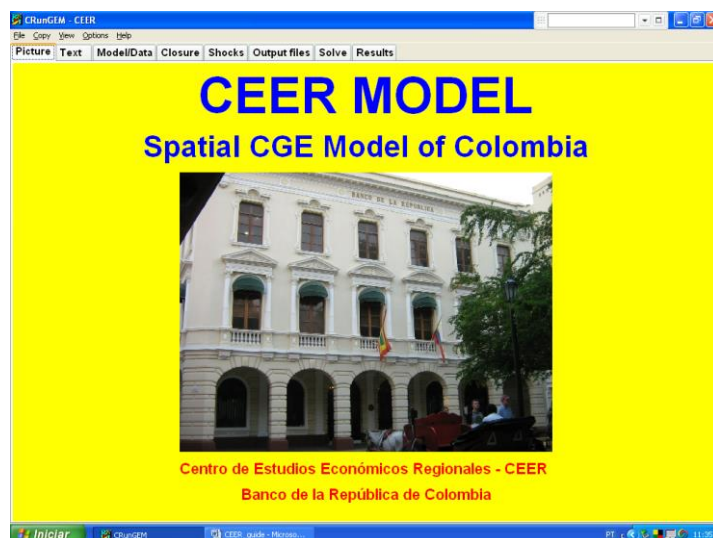 CRunGEM - CEER
File Copy View Options Help
Picture Text Model/Data Closure Shocks Output files Solve Results
CEER MODEL
Spatial CGE Model of Colombia
BANCO DE LA REPUBLICA
Centro de Estudios Económicos Regionales - CEER
Banco de la República de Colombia
Iniciar CRunGEM CEER_guide - Microso... PT 11:35